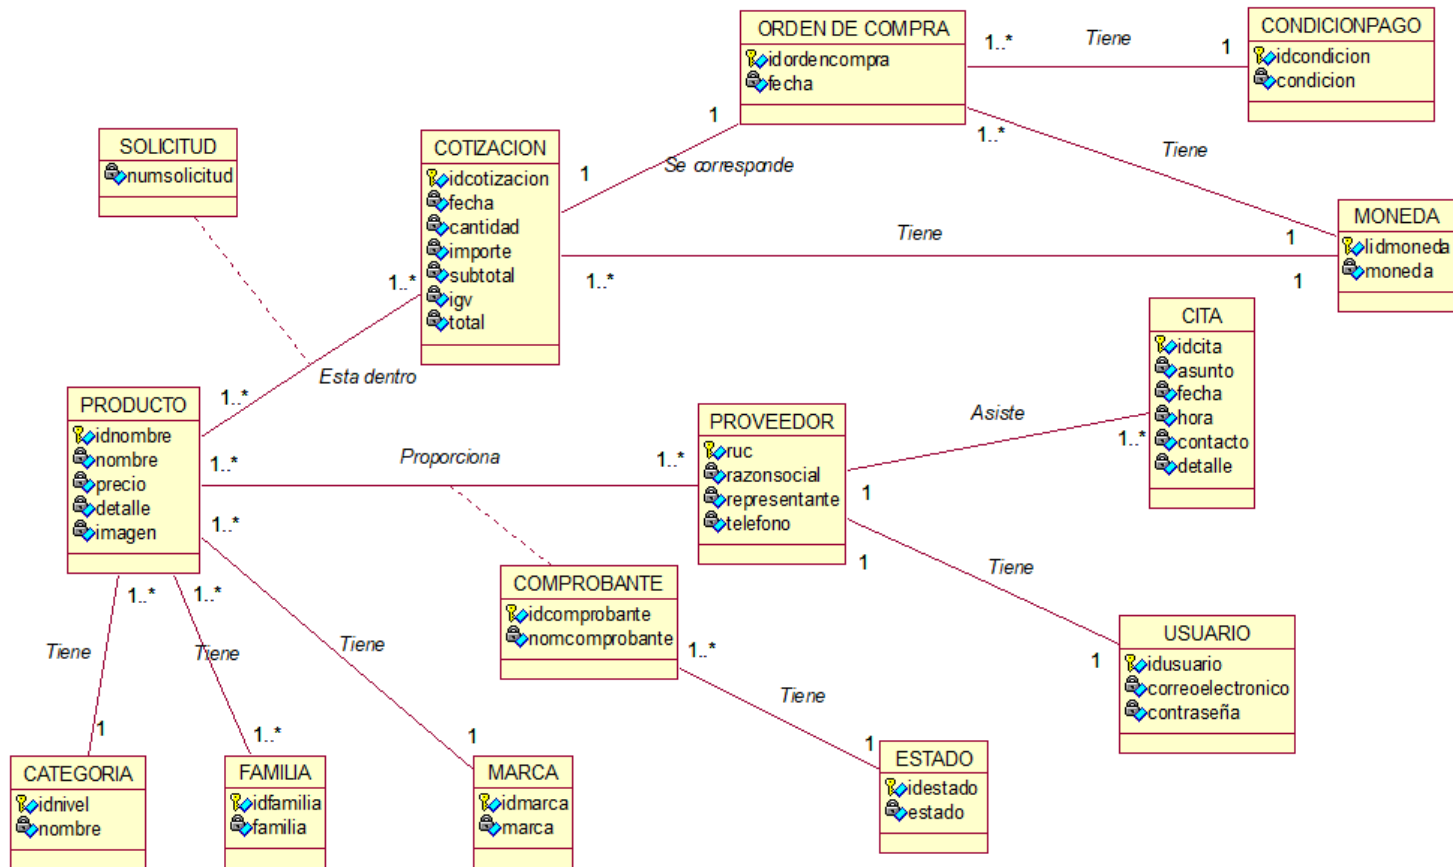 ORDEN DE COMPRA
idordencompra
fecha
1..*
Tiene
1
CONDICIONPAGO
idcondicion
condicion
1
1..*
Tiene
SOLICITUD
numsolicitud
COTIZACION
idcotizacion
fecha
cantidad
importe
subtotal
igv
total
1
Se corresponde
Tiene
1..*
1
1
MONEDA
lidmoneda
moneda
1..*
Esta dentro
1..*
CITA
idcita
asunto
fecha
hora
contacto
detalle
PRODUCTO
idnombre
nombre
precio
detalle
imagen
1..*
Proporciona
1..*
PROVEEDOR
ruc
razonsocial
representante
telefono
Asiste
1..*
1
1..*
1
Tiene
1
USUARIO
idusuario
correoelectronico
contraseña
COMPROBANTE
idcomprobante
nomcomprobante
1..*
Tiene
1
ESTADO
idestado
estado
1..*
1..*
Tiene
Tiene
Tiene
1
1..*
1
CATEGORIA
idnivel
nombre
FAMILIA
idfamilia
familia
MARCA
idmarca
marca